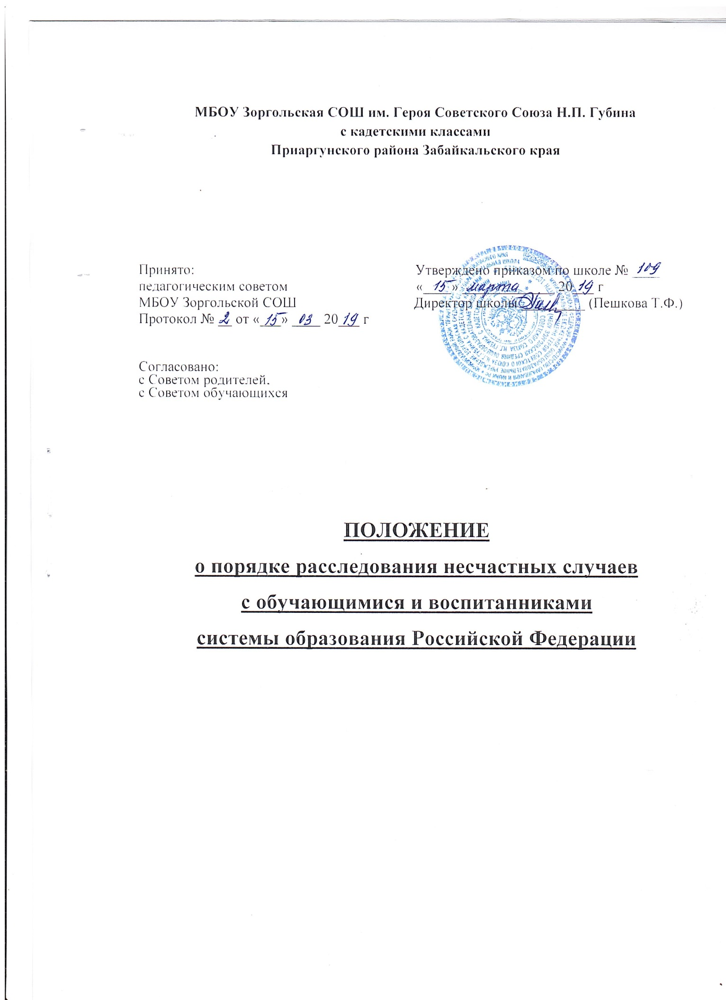 МБОУ Зоргольская СОШ им. Героя Советского Союза Н.П. Губина
с кадетскими классами
Приаргунского района Забайкальского края
Принято:
педагогическим советом
МБОУ Зоргольской СОШ
Протокол № 2 от «15» 03 2019 г
Утверждено приказом по школе № 109
«15» марта 2019 г
Директор школы (Пешкова Т.Ф.)
Согласовано:
с Советом родителей,
с Советом обучающихся
ПОЛОЖЕНИЕ
о порядке расследования несчастных случаев
с обучающимися и воспитанниками
системы образования Российской Федерации